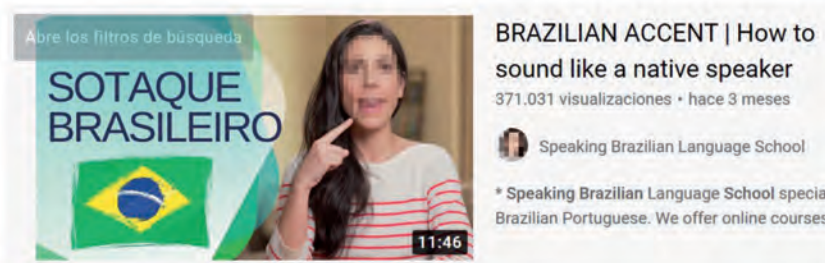 Abre los filtros de búsqueda
SOTAQUE
BRASILEIRO
11:46
BRAZILIAN ACCENT | How to
sound like a native speaker
371.031 visualizaciones • hace 3 meses
Speaking Brazilian Language School
* Speaking Brazilian Language School specia
Brazilian Portuguese. We offer online courses